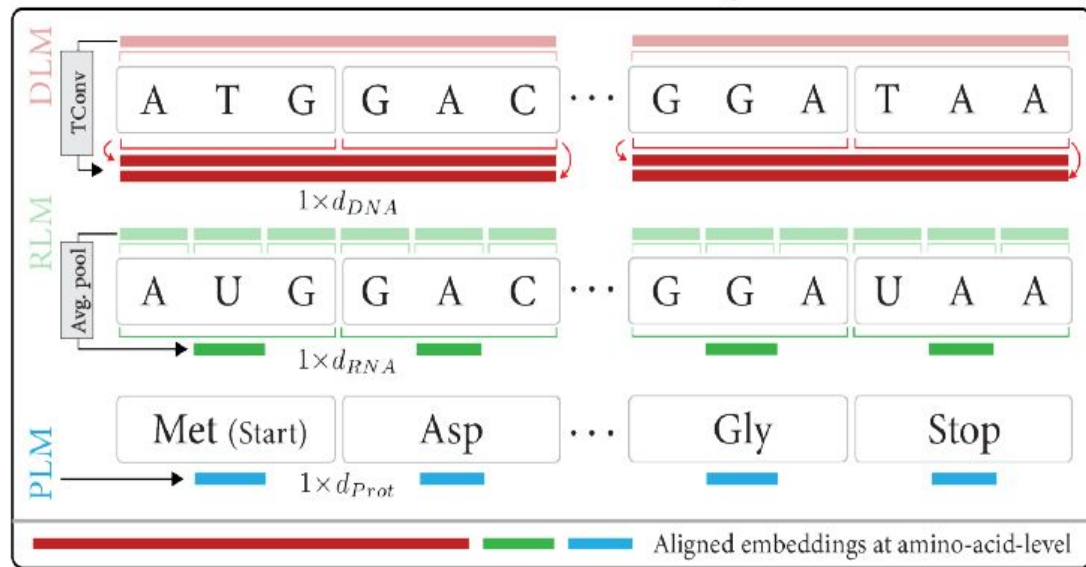 DLM
TConv
A T G G A C ... G G A T A A
1×d_DNA
RLM
Avg. pool
A U G G A C ... G G A U A A
1×d_RNA
PLM
Met (Start) Asp ... Gly Stop
1×d_Prot
Aligned embeddings at amino-acid-level